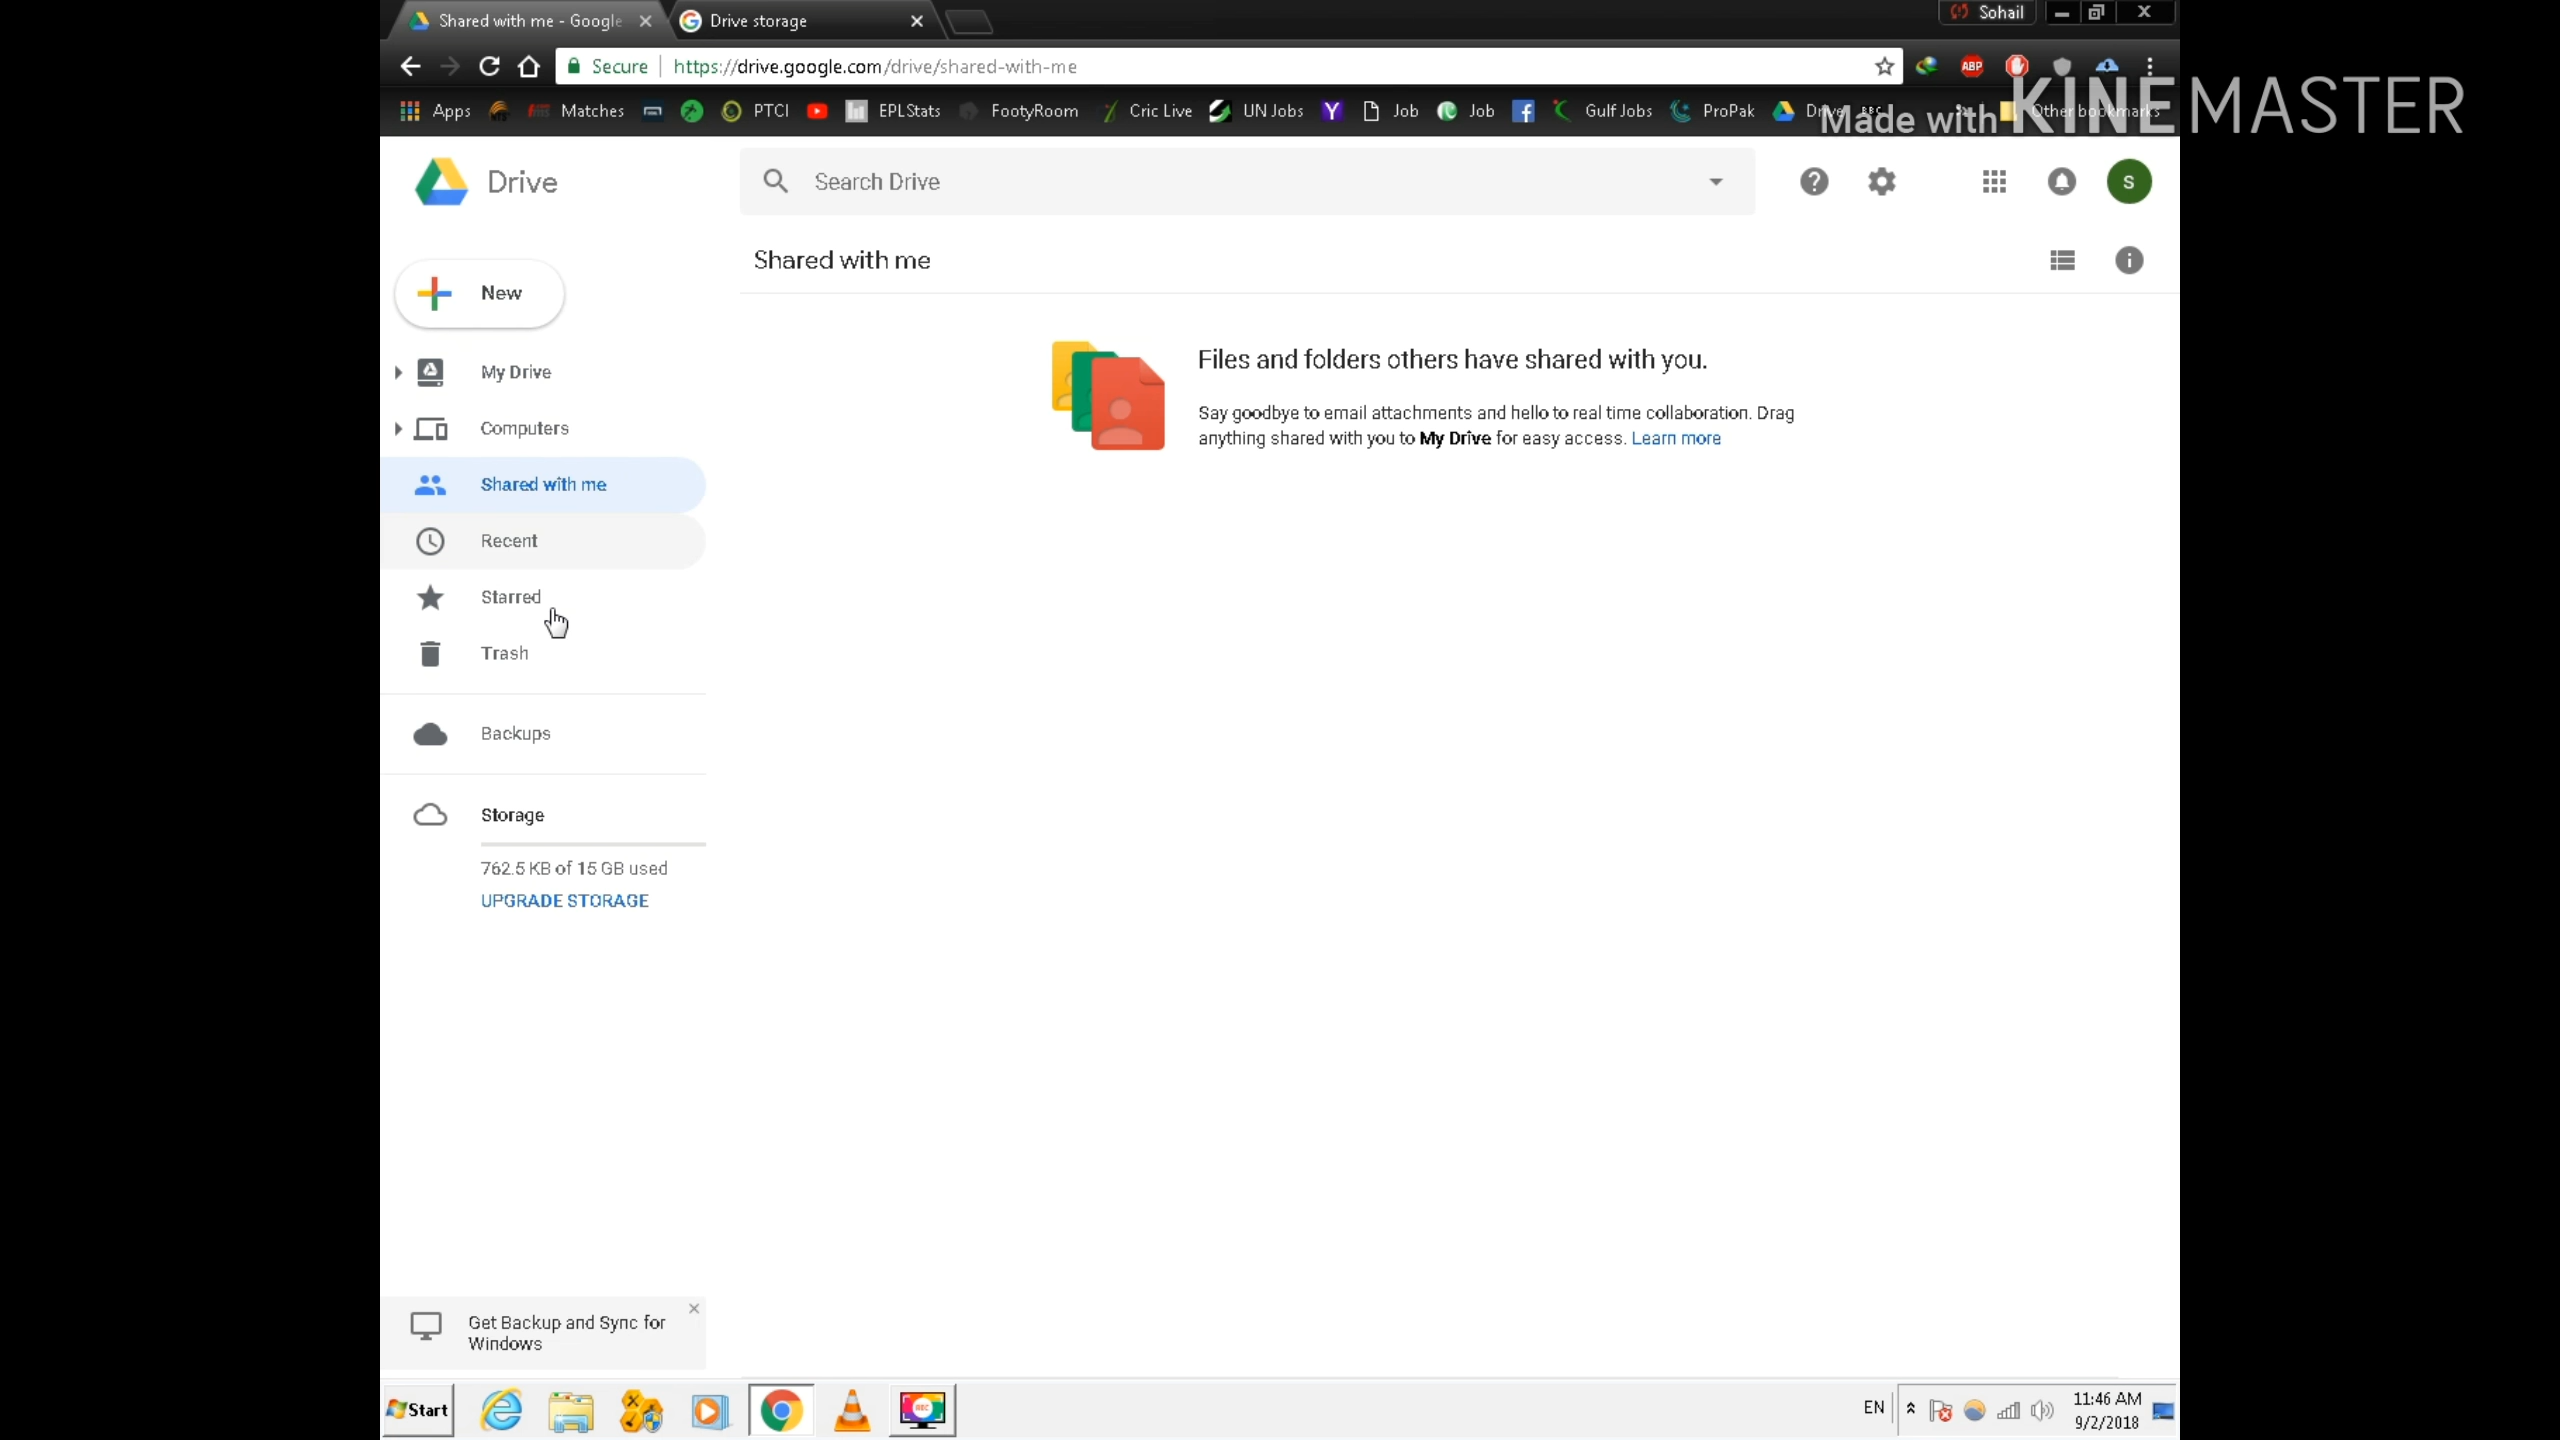 Shared with me - Google
Drive storage
Sohail
Secure https://drive.google.com/drive/shared-with-me
ABP
Apps Matches PTCI EPLStats FootyRoom Cric Live UN Jobs Job Job Gulf Jobs ProPak Drive Other bookmarks
Made with KINEMASTER
Drive
Search Drive
S
New
Shared with me
My Drive
Computers
Shared with me
Recent
Starred
Trash
Backups
Storage
762.5 KB of 15 GB used
UPGRADE STORAGE
Files and folders others have shared with you.
Say goodbye to email attachments and hello to real time collaboration. Drag
anything shared with you to My Drive for easy access. Learn more
Get Backup and Sync for
Windows
Start
REC
EN
11:46 AM
9/2/2018